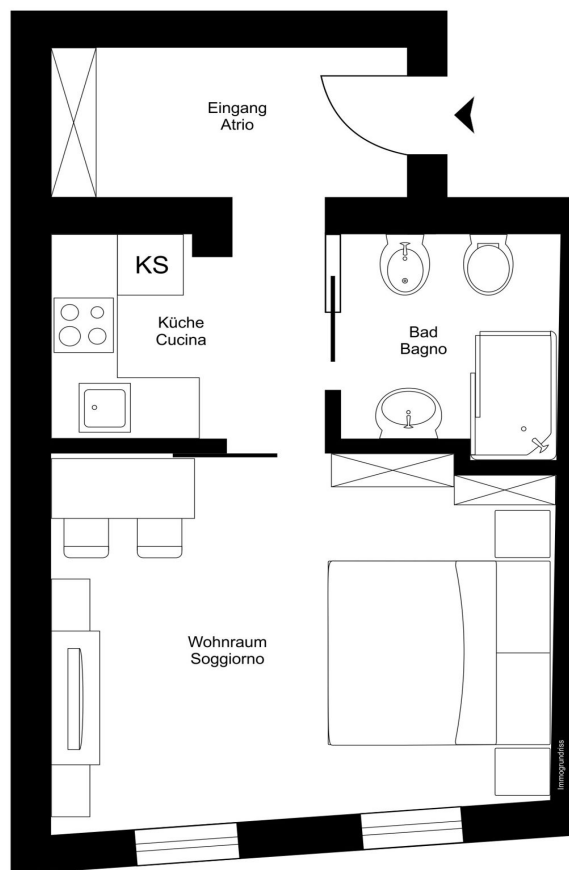 Eingang
Atrio
KS
Küche
Cucina
Bad
Bagno
Wohnraum
Soggiorno
Immogrundriss